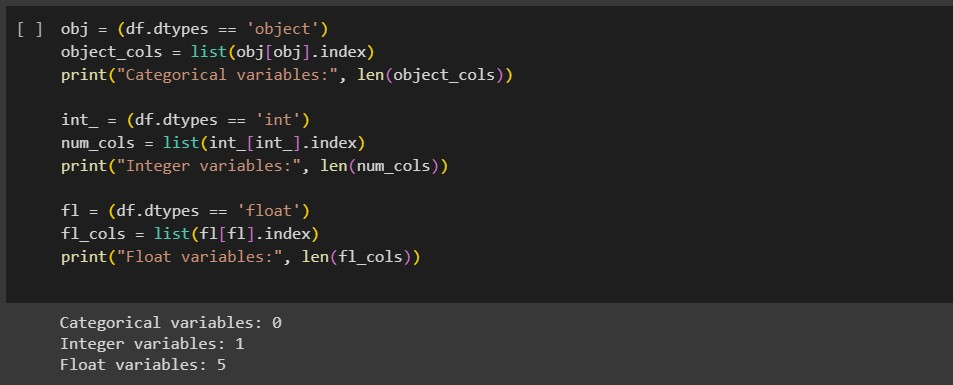 [ ] obj = (df.dtypes == 'object')
object_cols = list(obj[obj].index)
print("Categorical variables:", len(object_cols))
int_ = (df.dtypes == 'int')
num_cols = list(int_[int_].index)
print("Integer variables:", len(num_cols))
fl = (df.dtypes == 'float')
fl_cols = list(fl[fl].index)
print("Float variables:", len(fl_cols))
Categorical variables: 0
Integer variables: 1
Float variables: 5